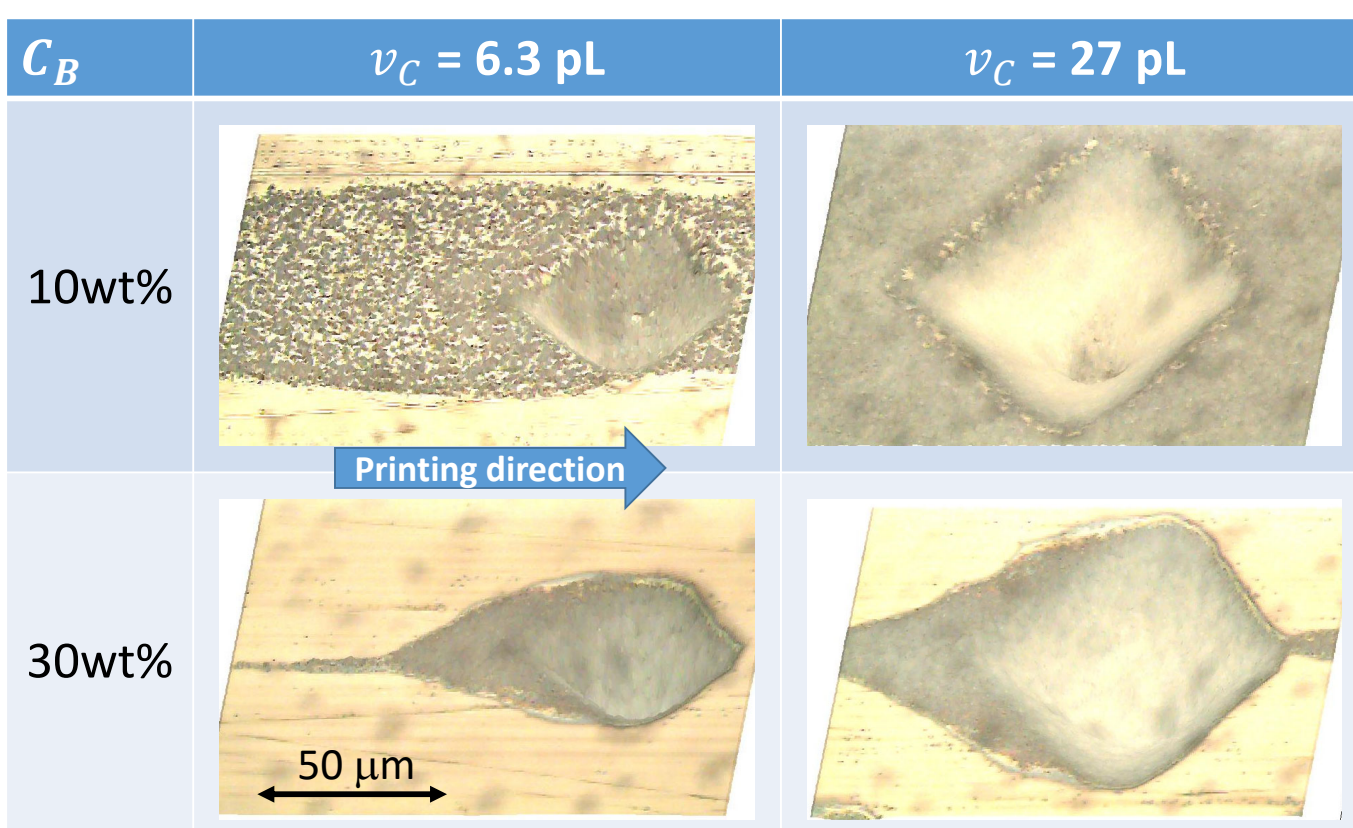 C_B
v_C = 6.3 pL
v_C = 27 pL
10wt%
Printing direction
30wt%
50 μm